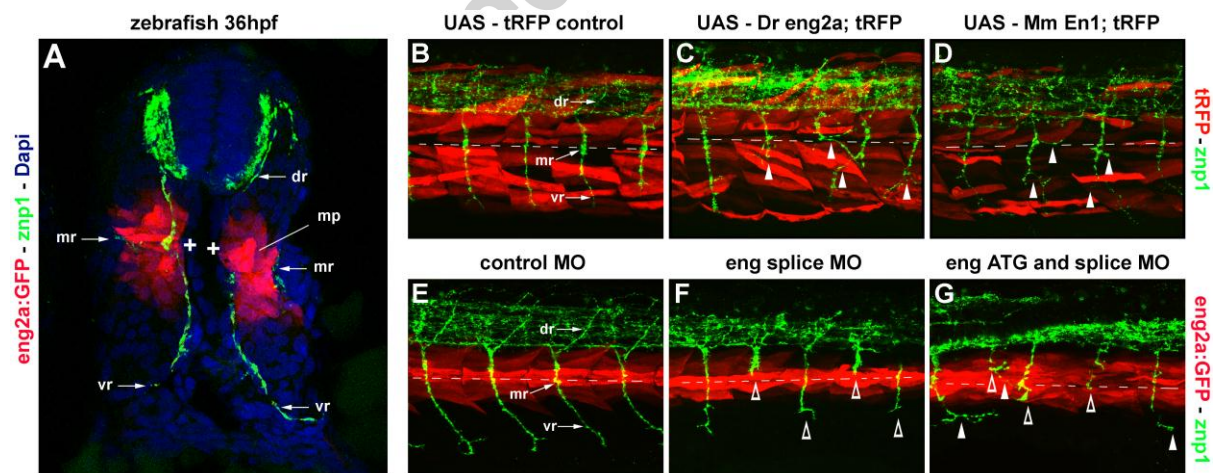 zebrafish 36hpf
UAS - tRFP control
UAS - Dr eng2a; tRFP
UAS - Mm En1; tRFP
A
dr
mp
mr
mr
vr
vr
eng2a:GFP - znp1 - Dapi
B
dr
mr
vr
C
D
tRFP - znp1
control MO
eng splice MO
eng ATG and splice MO
E
dr
mr
vr
F
G
eng2a:GFP - znp1